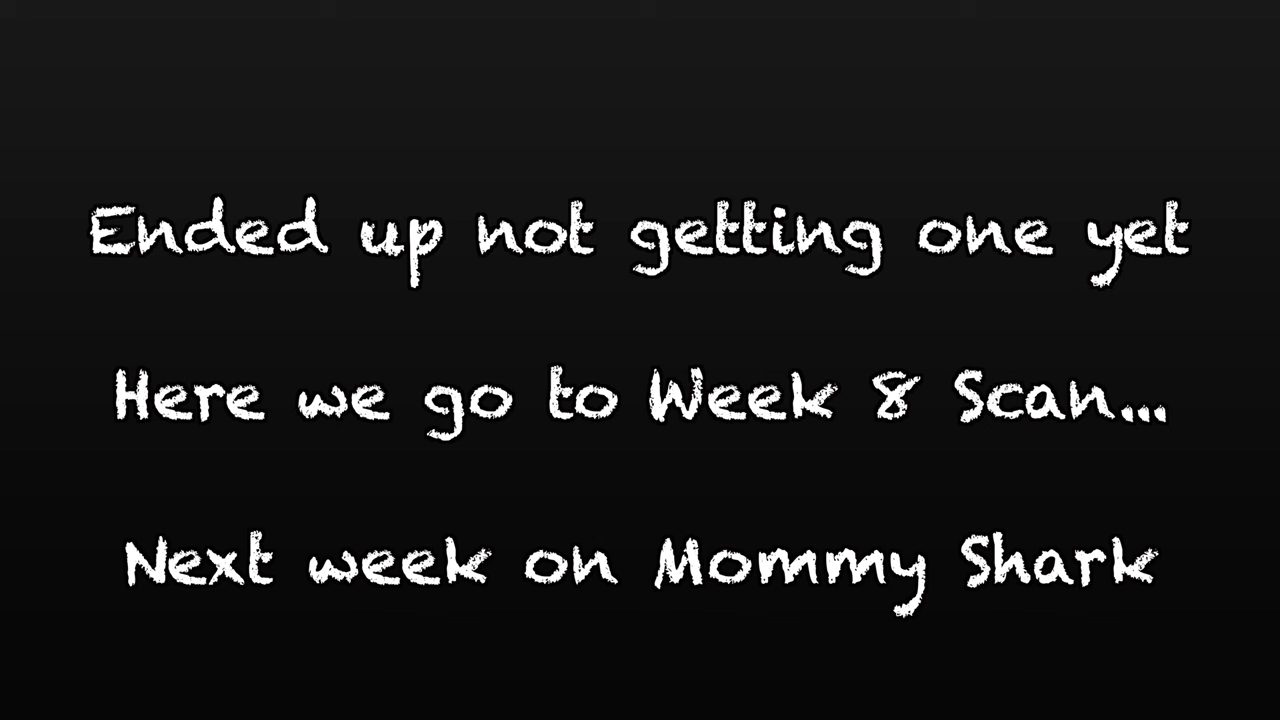 Ended up not getting one yet
Here we go to Week 8 Scan...
Next week on Mommy Shark